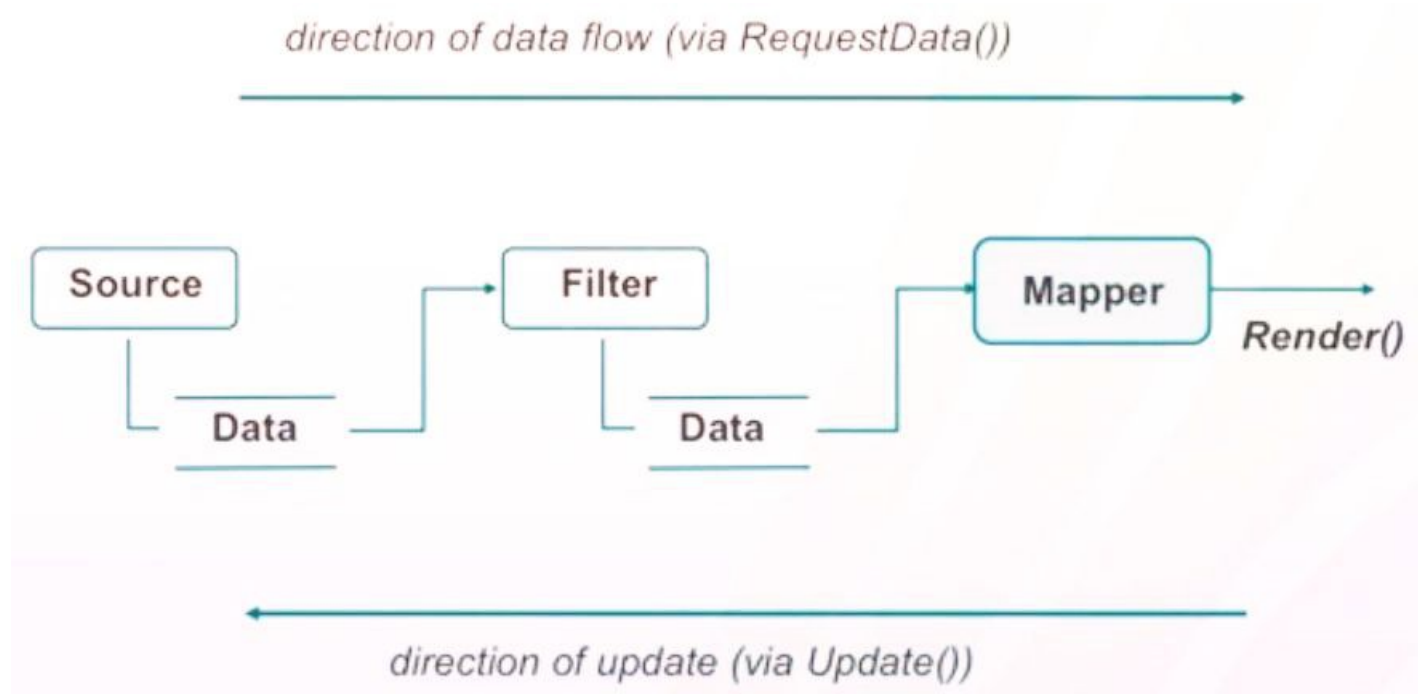 direction of data flow (via RequestData())
Source
Filter
Mapper
Render()
Data
Data
direction of update (via Update())